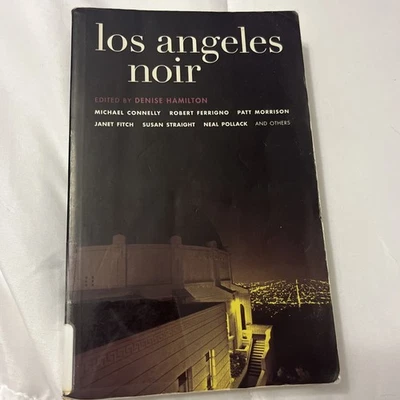 los angeles
noir
EDITED BY DENISE HAMILTON
MICHAEL CONNELLY ROBERT FERRIGNO PATT MORRISON
JANET FITCH SUSAN STRAIGHT NEAL POLLACK AND OTHERS